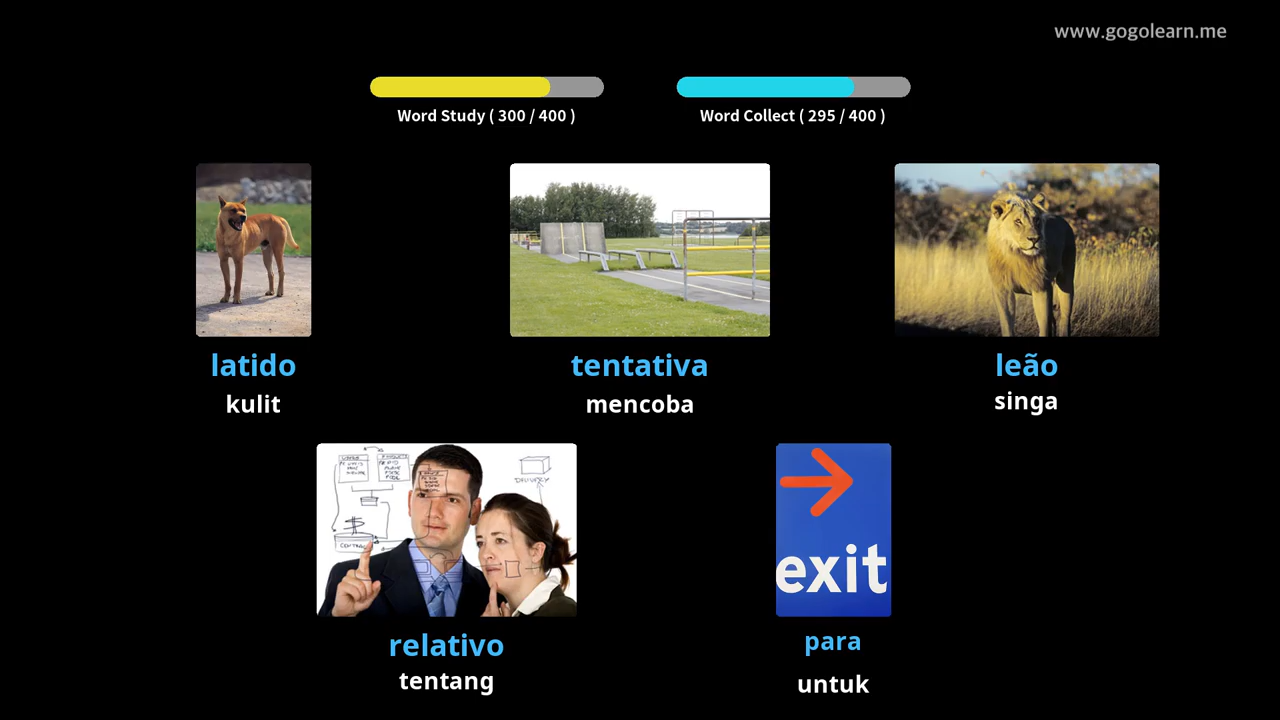 www.gogolearn.me
Word Study ( 300 / 400 )
Word Collect ( 295 / 400 )
latido
kulit
tentativa
mencoba
leão
singa
CENTRAL
exit
relativo
tentang
para
untuk